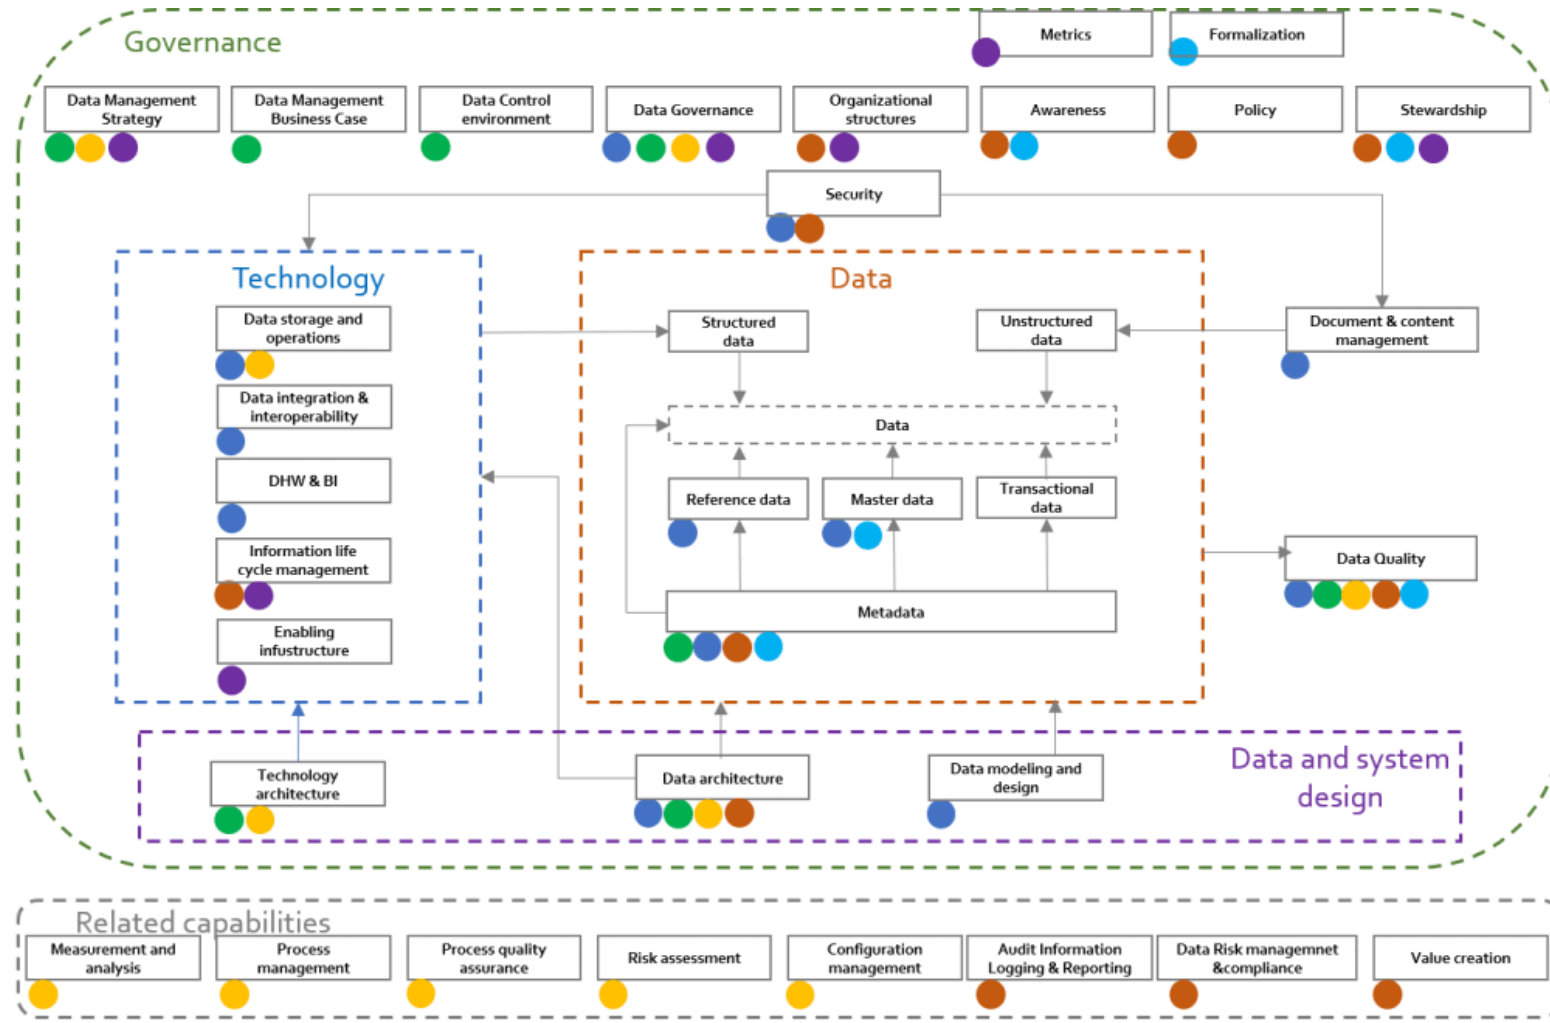 Governance
Metrics
Formalization
Data Management
Strategy
Data Management
Business Case
Data Control
environment
Data Governance
Organizational
structures
Awareness
Policy
Stewardship
Security
Technology
Data storage and
operations
Data integration &
interoperability
DHW & BI
Information life
cycle management
Enabling
infustructure
Data
Structured
data
Unstructured
data
Data
Reference data
Master data
Transactional
data
Metadata
Document & content
management
Data Quality
Technology
architecture
Data architecture
Data modeling and
design
Data and system
design
Related capabilities
Measurement and
analysis
Process
management
Process quality
assurance
Risk assessment
Configuration
management
Audit Information
Logging & Reporting
Data Risk managemnet
&compliance
Value creation